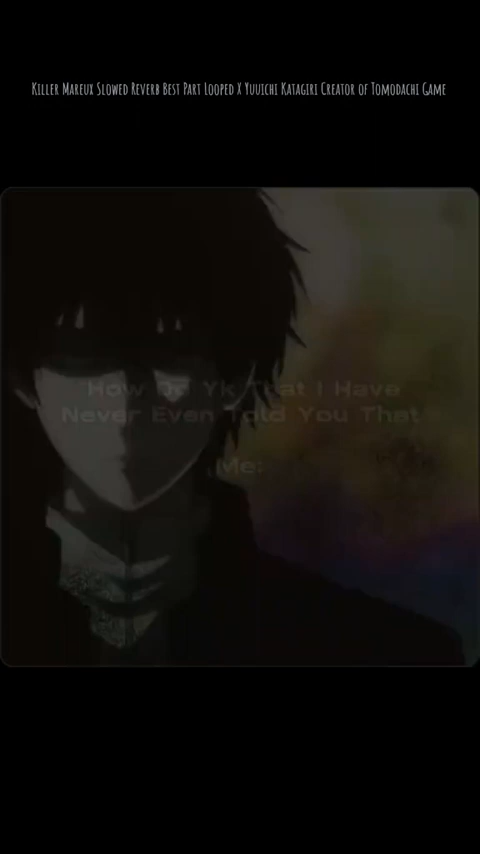 Killer Mareux Slowed Reverb Best Part Looped X Yuuichi Katagiri Creator of Tomodachi Game
"How Do Yk That I Have
Never Even Told You That"
Me: